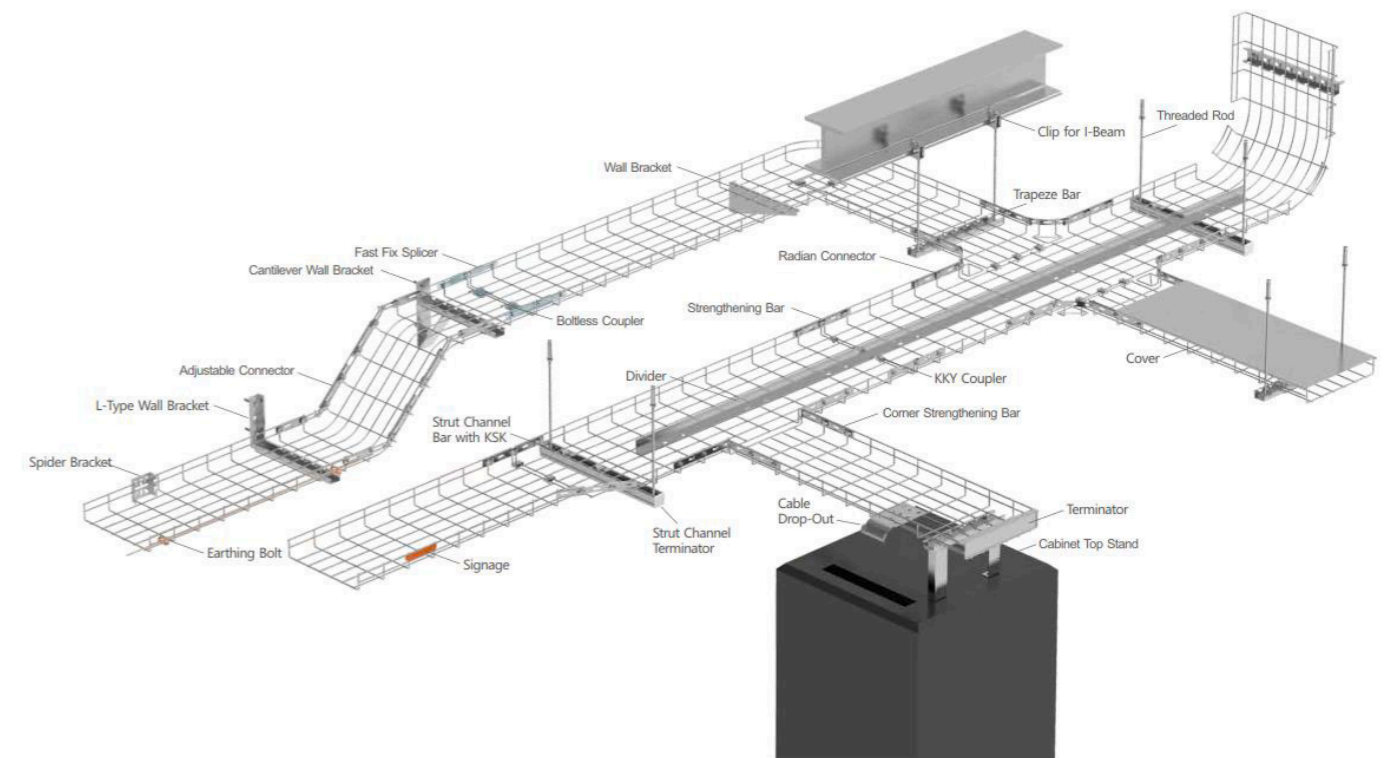 Threaded Rod
Clip for I-Beam
Wall Bracket
Trapeze Bar
Fast Fix Splicer
Radian Connector
Cantilever Wall Bracket
Strengthening Bar
Boltless Coupler
Cover
Adjustable Connector
Divider
KKY Coupler
L-Type Wall Bracket
Corner Strengthening Bar
Strut Channel
Bar with KSK
Spider Bracket
Cable
Drop-Out
Terminator
Strut Channel
Terminator
Cabinet Top Stand
Earthing Bolt
Signage